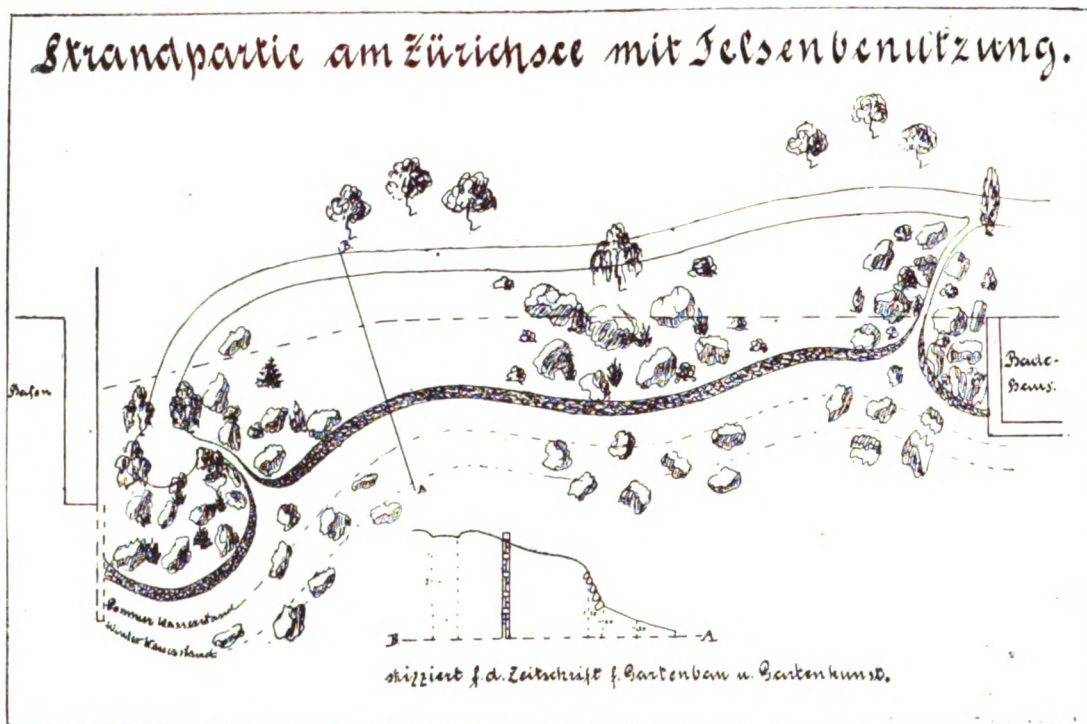 Strandpartie am Zürichsee mit Felsenbenutzung.
Hafen
Bade-
haus.
A
Sommer Wasserstand
Winter Wasserstand
B
A
skizziert f. d. Zeitschrift f. Gartenbau u. Gartenkunst.